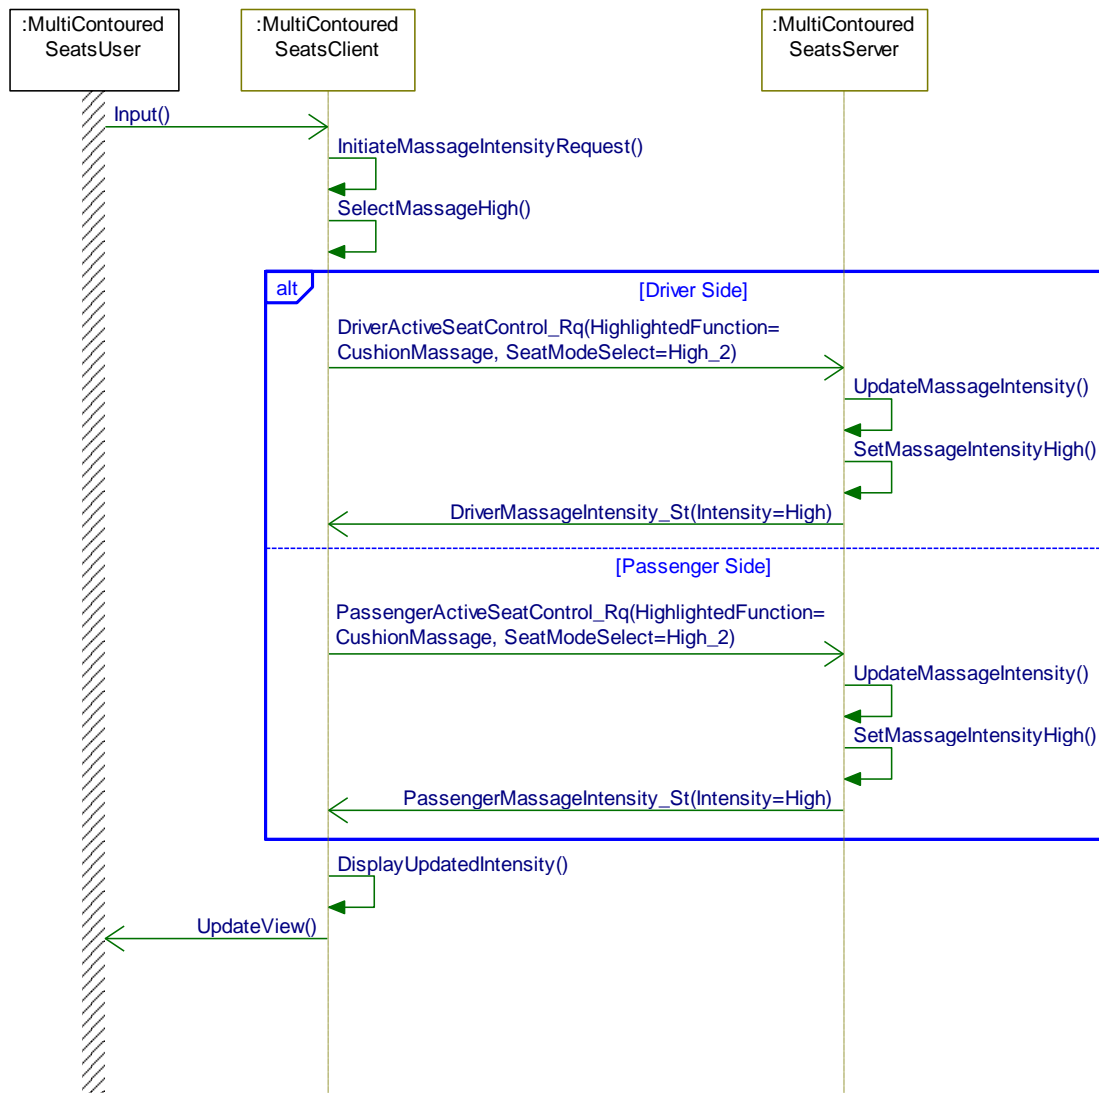 :MultiContoured
SeatsUser
:MultiContoured
SeatsClient
:MultiContoured
SeatsServer
Input()
InitiateMassageIntensityRequest()
SelectMassageHigh()
alt
[Driver Side]
DriverActiveSeatControl_Rq(HighlightedFunction=
CushionMassage, SeatModeSelect=High_2)
UpdateMassageIntensity()
SetMassageIntensityHigh()
DriverMassageIntensity_St(Intensity=High)
[Passenger Side]
PassengerActiveSeatControl_Rq(HighlightedFunction=
CushionMassage, SeatModeSelect=High_2)
UpdateMassageIntensity()
SetMassageIntensityHigh()
PassengerMassageIntensity_St(Intensity=High)
DisplayUpdatedIntensity()
UpdateView()